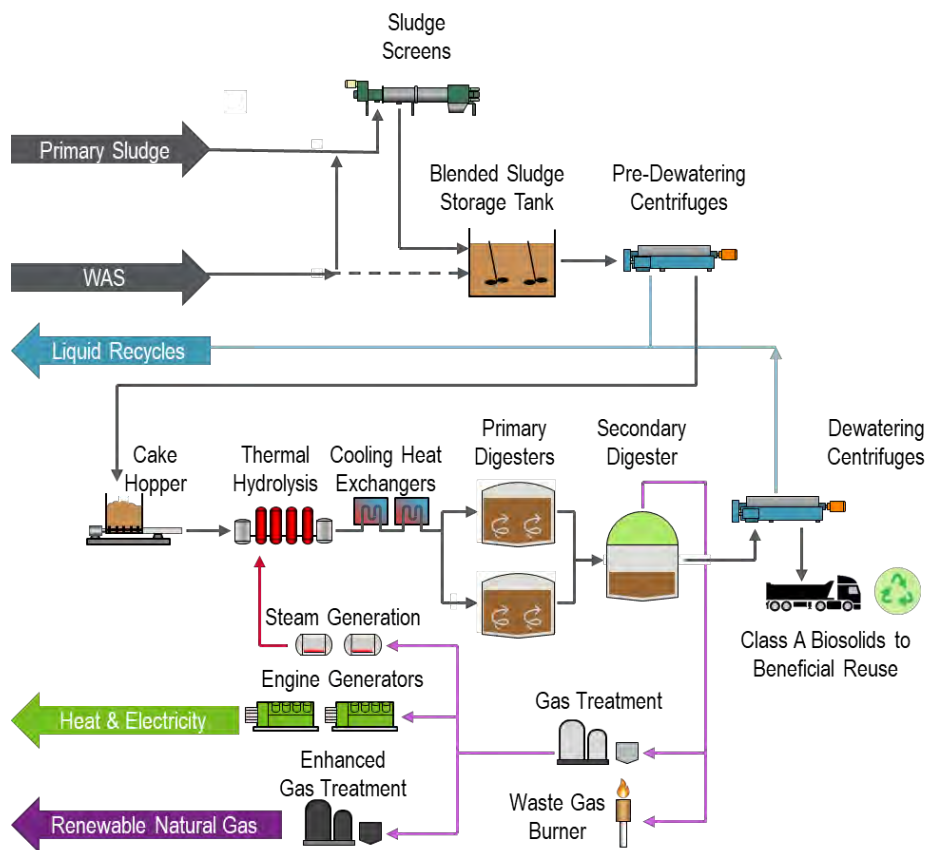 Sludge
Screens
Primary Sludge
Blended Sludge
Storage Tank
Pre-Dewatering
Centrifuges
WAS
Liquid Recycles
Cake
Hopper
Thermal
Hydrolysis
Cooling Heat
Exchangers
Primary
Digesters
Secondary
Digester
Dewatering
Centrifuges
Steam Generation
Class A Biosolids to
Beneficial Reuse
Engine Generators
Heat & Electricity
Gas Treatment
Enhanced
Gas Treatment
Waste Gas
Burner
Renewable Natural Gas